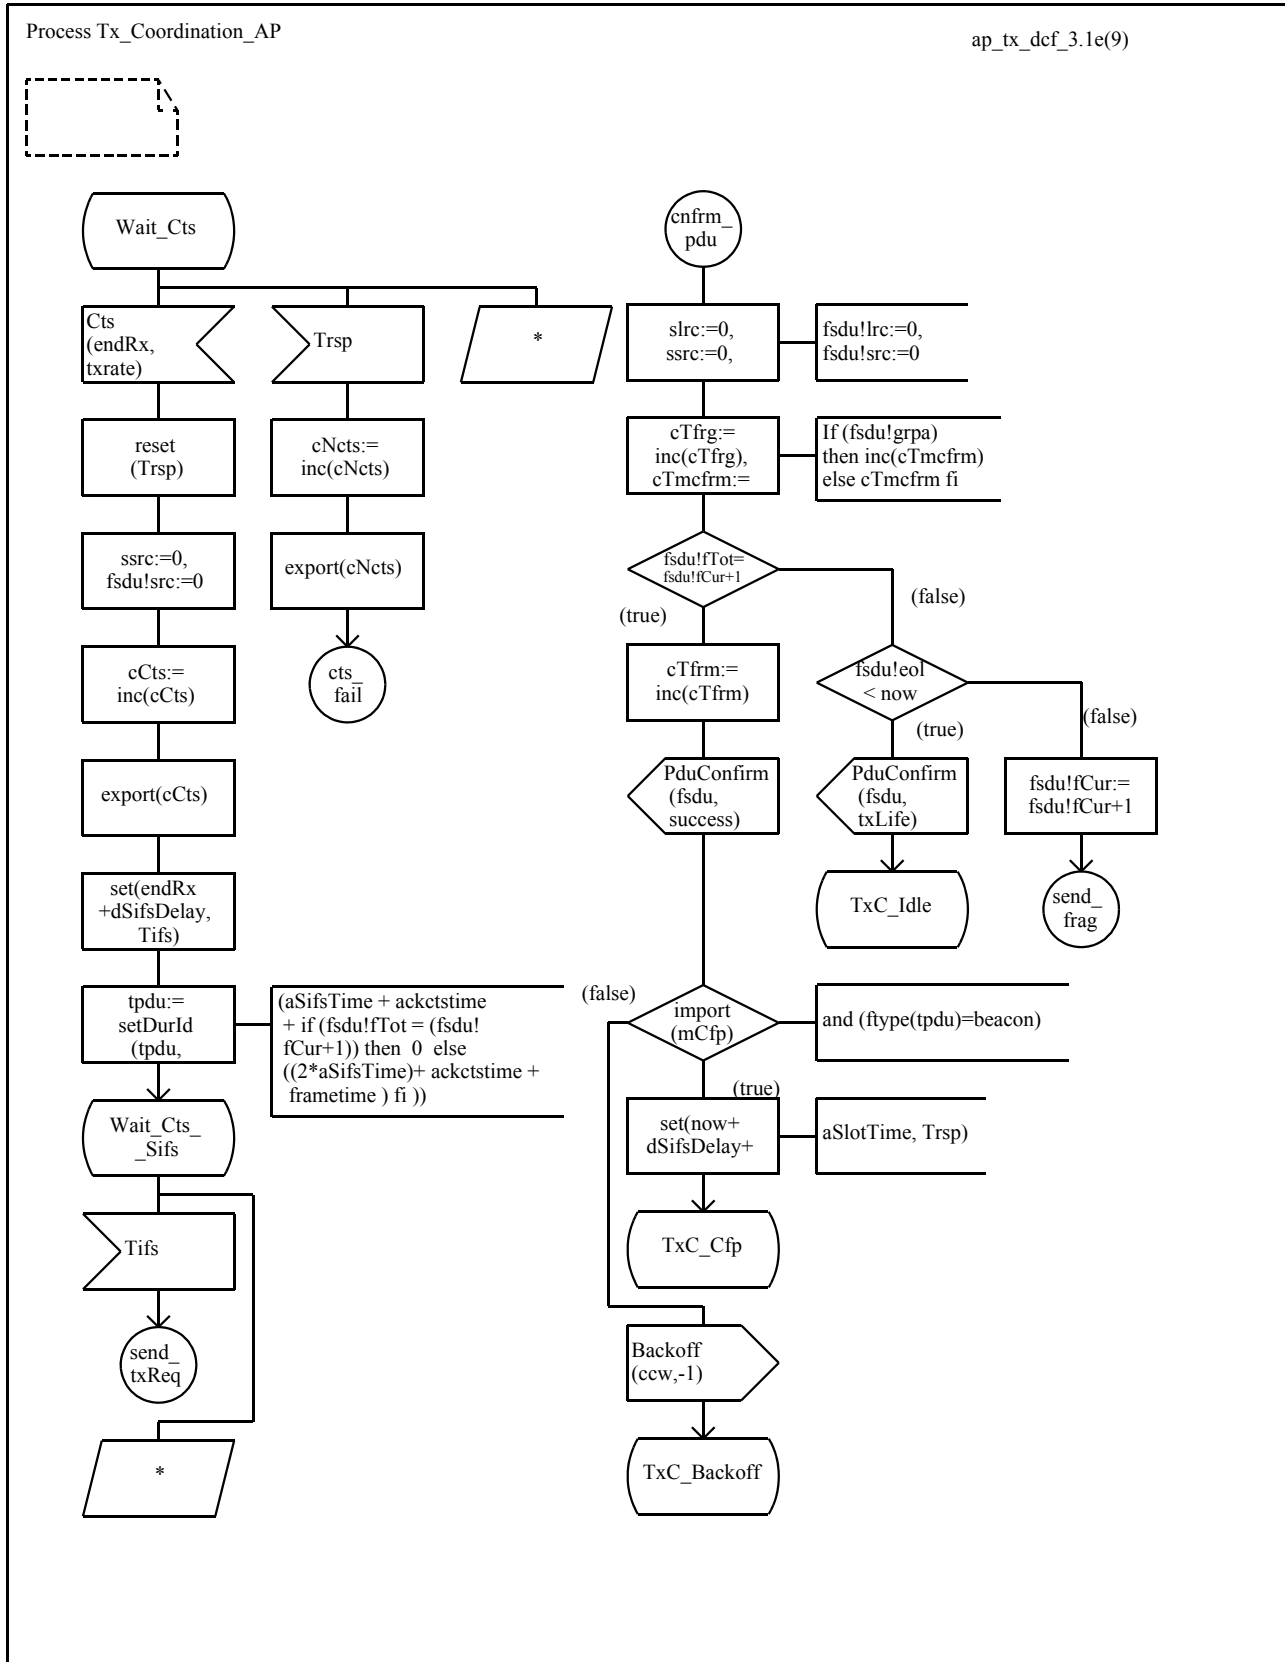 Process Tx_Coordination_AP
ap_tx_dcf_3.1e(9)
Wait_Cts
Cts
(endRx,
txrate)
Trsp
*
reset
(Trsp)
cNcts:=
inc(cNcts)
ssrc:=0,
fsdu!src:=0
export(cNcts)
cCts:=
inc(cCts)
cts_
fail
export(cCts)
set(endRx
+dSifsDelay,
Tifs)
tpdu:=
setDurId
(tpdu,
(aSifsTime + ackctstime
+ if (fsdu!fTot = (fsdu!
fCur+1)) then 0 else
((2*aSifsTime)+ ackctstime +
frametime ) fi ))
Wait_Cts_
_Sifs
Tifs
send_
txReq
*
cnfrm_
pdu
slrc:=0,
ssrc:=0,
fsdu!lrc:=0,
fsdu!src:=0
cTfrg:=
inc(cTfrg),
cTmcfrm:=
If (fsdu!grpa)
then inc(cTmcfrm)
else cTmcfrm fi
fsdu!fTot=
fsdu!fCur+1
(true)
(false)
cTfrm:=
inc(cTfrm)
fsdu!eol
< now
(true)
(false)
PduConfirm
(fsdu,
success)
PduConfirm
(fsdu,
txLife)
fsdu!fCur:=
fsdu!fCur+1
TxC_Idle
send_
frag
(false)
import
(mCfp)
and (ftype(tpdu)=beacon)
(true)
set(now+
dSifsDelay+
aSlotTime, Trsp)
TxC_Cfp
Backoff
(ccw,-1)
TxC_Backoff